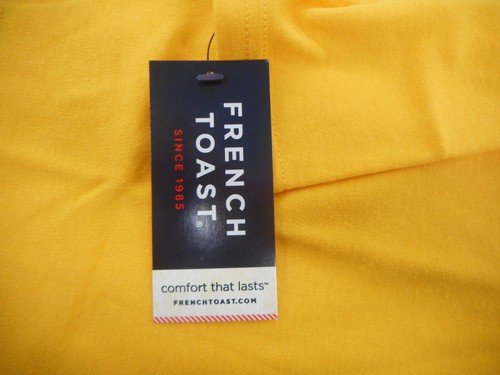 FRENCH
TOAST®
SINCE 1985
comfort that lasts™
FRENCHTOAST.COM